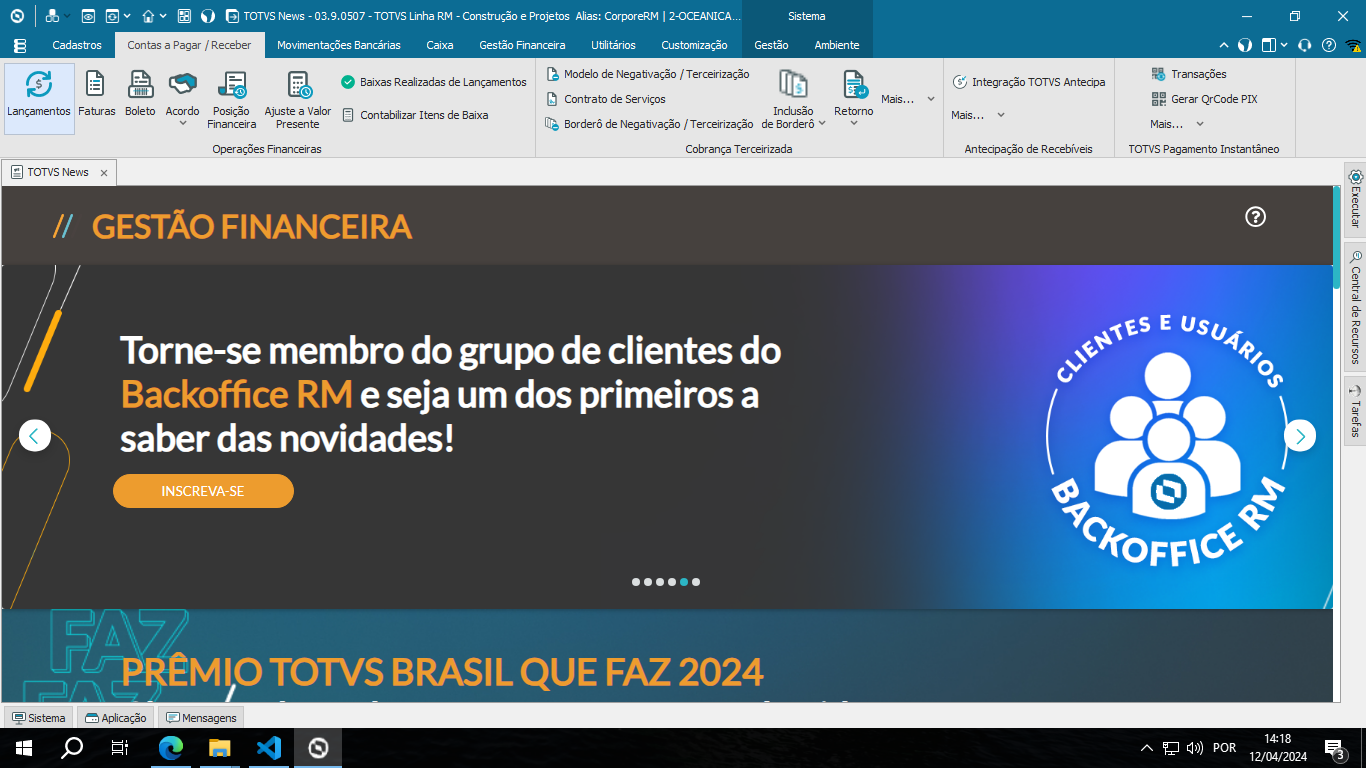 TOTVS News - 03.9.0507 - TOTVS Linha RM - Construção e Projetos  Alias: CorporeRM | 2-OCEANICA...
Sistema
Cadastros
Contas a Pagar / Receber
Movimentações Bancárias
Caixa
Gestão Financeira
Utilitários
Customização
Gestão
Ambiente
Lançamentos
Faturas
Boleto
Acordo
Posição
Financeira
Ajuste a Valor
Presente
Baixas Realizadas de Lançamentos
Contabilizar Itens de Baixa
Operações Financeiras
Modelo de Negativação / Terceirização
Contrato de Serviços
Borderô de Negativação / Terceirização
Inclusão
de Borderô
Retorno
Mais...
Cobrança Terceirizada
Integração TOTVS Antecipa
Mais...
Antecipação de Recebíveis
Transações
Gerar QrCode PIX
Mais...
TOTVS Pagamento Instantâneo
TOTVS News
Executar
Central de Recursos
Tarefas
// GESTÃO FINANCEIRA
Torne-se membro do grupo de clientes do
Backoffice RM e seja um dos primeiros a
saber das novidades!
INSCREVA-SE
CLIENTES E USUÁRIOS
BACKOFFICE RM
FAZ
FAZ
PRÊMIO TOTVS BRASIL QUE FAZ 2024
Sistema
Aplicação
Mensagens
POR
14:18
12/04/2024
3